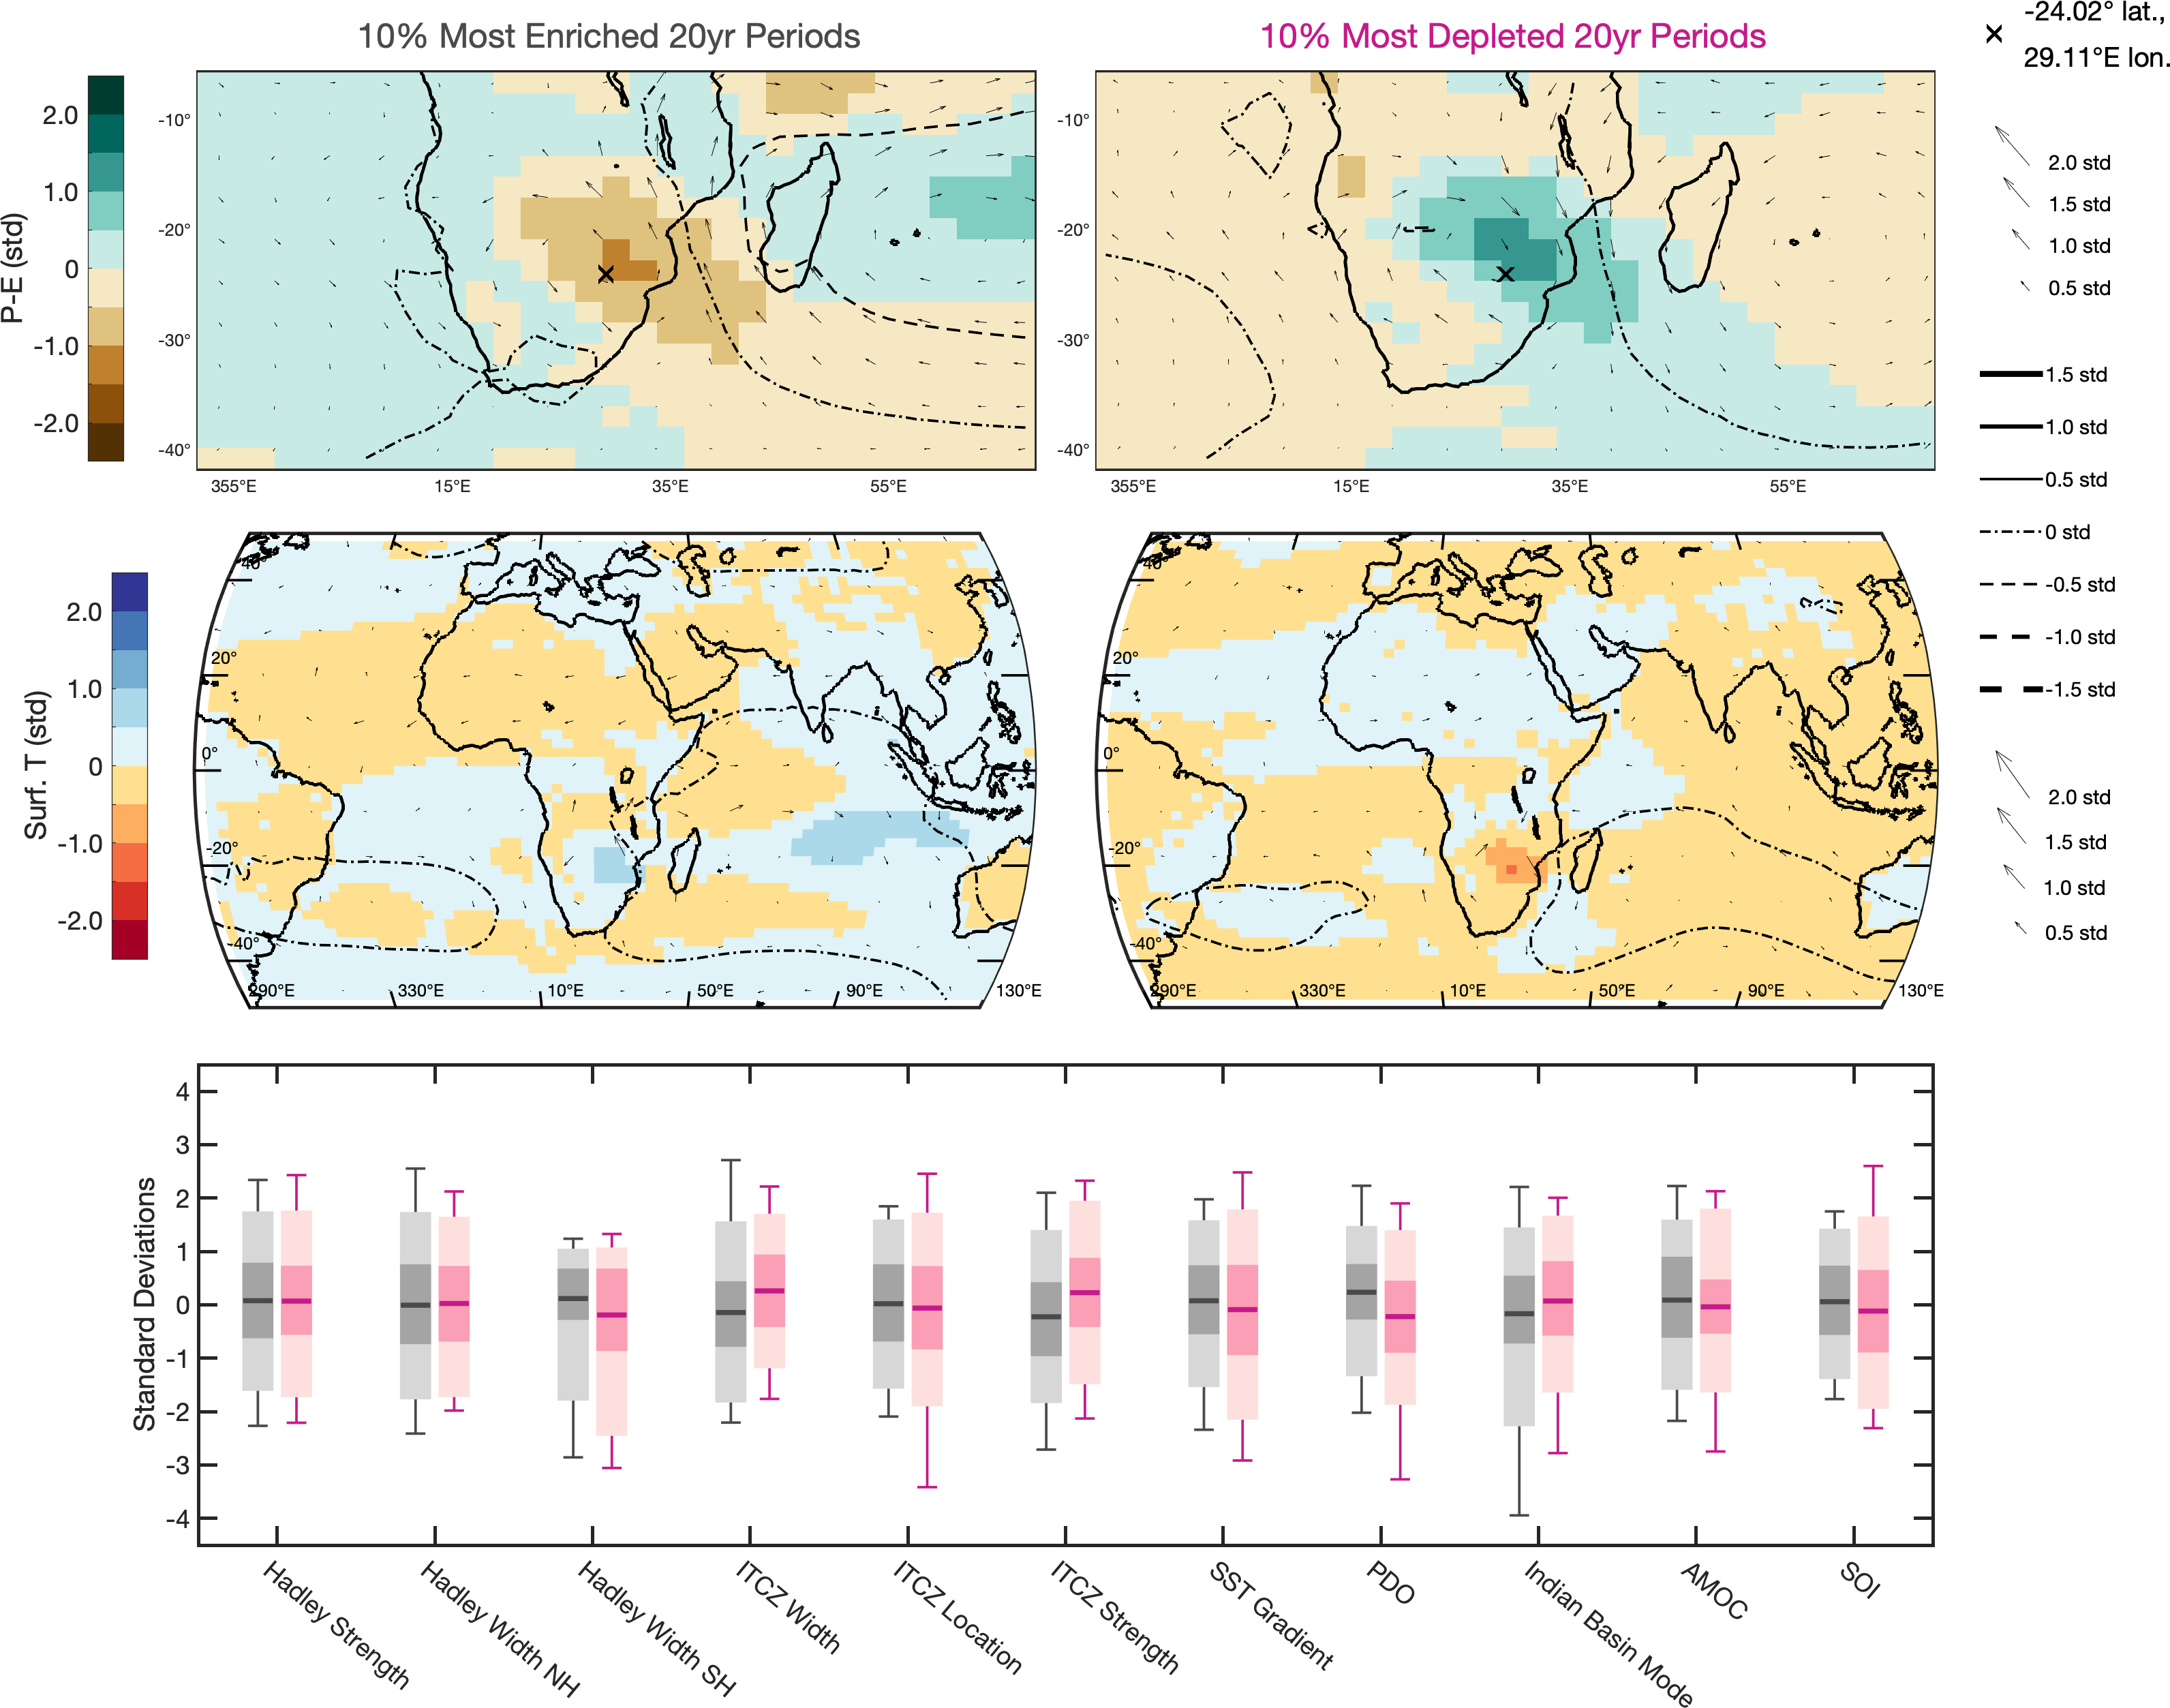 10% Most Enriched 20yr Periods
10% Most Depleted 20yr Periods
-24.02° lat.,
29.11°E lon.
P-E (std)
2.0
1.0
0
-1.0
-2.0
-10°
-20°
-30°
-40°
355°E 15°E 35°E 55°E
-10°
-20°
-30°
-40°
355°E 15°E 35°E 55°E
2.0 std
1.5 std
1.0 std
0.5 std
1.5 std
1.0 std
0.5 std
0 std
-0.5 std
-1.0 std
-1.5 std
Surf. T (std)
2.0
1.0
0
-1.0
-2.0
40°
20°
0°
-20°
-40°
290°E 330°E 10°E 50°E 90°E 130°E
40°
20°
0°
-20°
-40°
290°E 330°E 10°E 50°E 90°E 130°E
2.0 std
1.5 std
1.0 std
0.5 std
Standard Deviations
4
3
2
1
0
-1
-2
-3
-4
Hadley Strength
Hadley Width NH
Hadley Width SH
ITCZ Width
ITCZ Location
ITCZ Strength
SST Gradient
PDO
Indian Basin Mode
AMOC
SOI